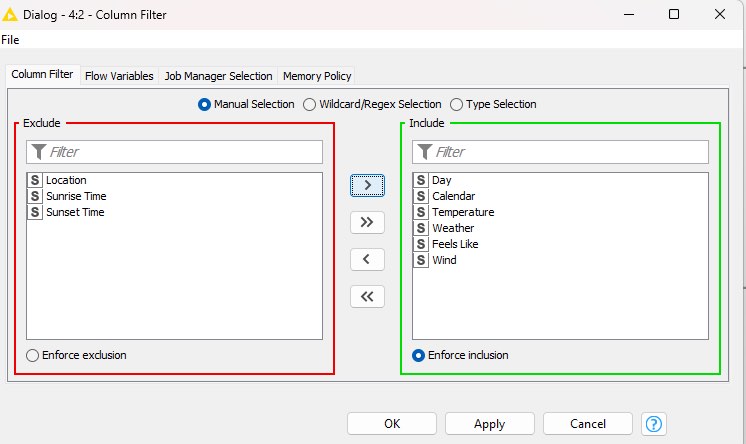 Dialog - 4:2 - Column Filter
File
Column Filter Flow Variables Job Manager Selection Memory Policy
Manual Selection Wildcard/Regex Selection Type Selection
Exclude
Filter
S Location
S Sunrise Time
S Sunset Time
Enforce exclusion
>
>>
<
<<
Include
Filter
S Day
S Calendar
S Temperature
S Weather
S Feels Like
S Wind
Enforce inclusion
OK Apply Cancel ?